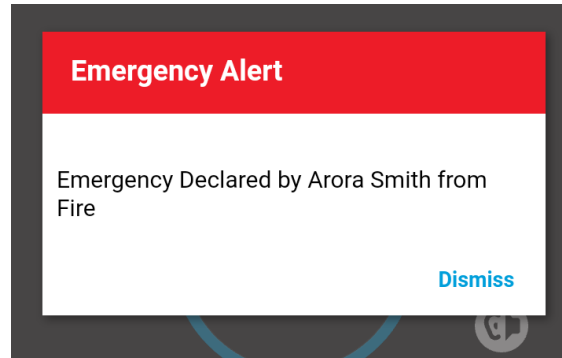 Emergency Alert
Emergency Declared by Arora Smith from
Fire
Dismiss